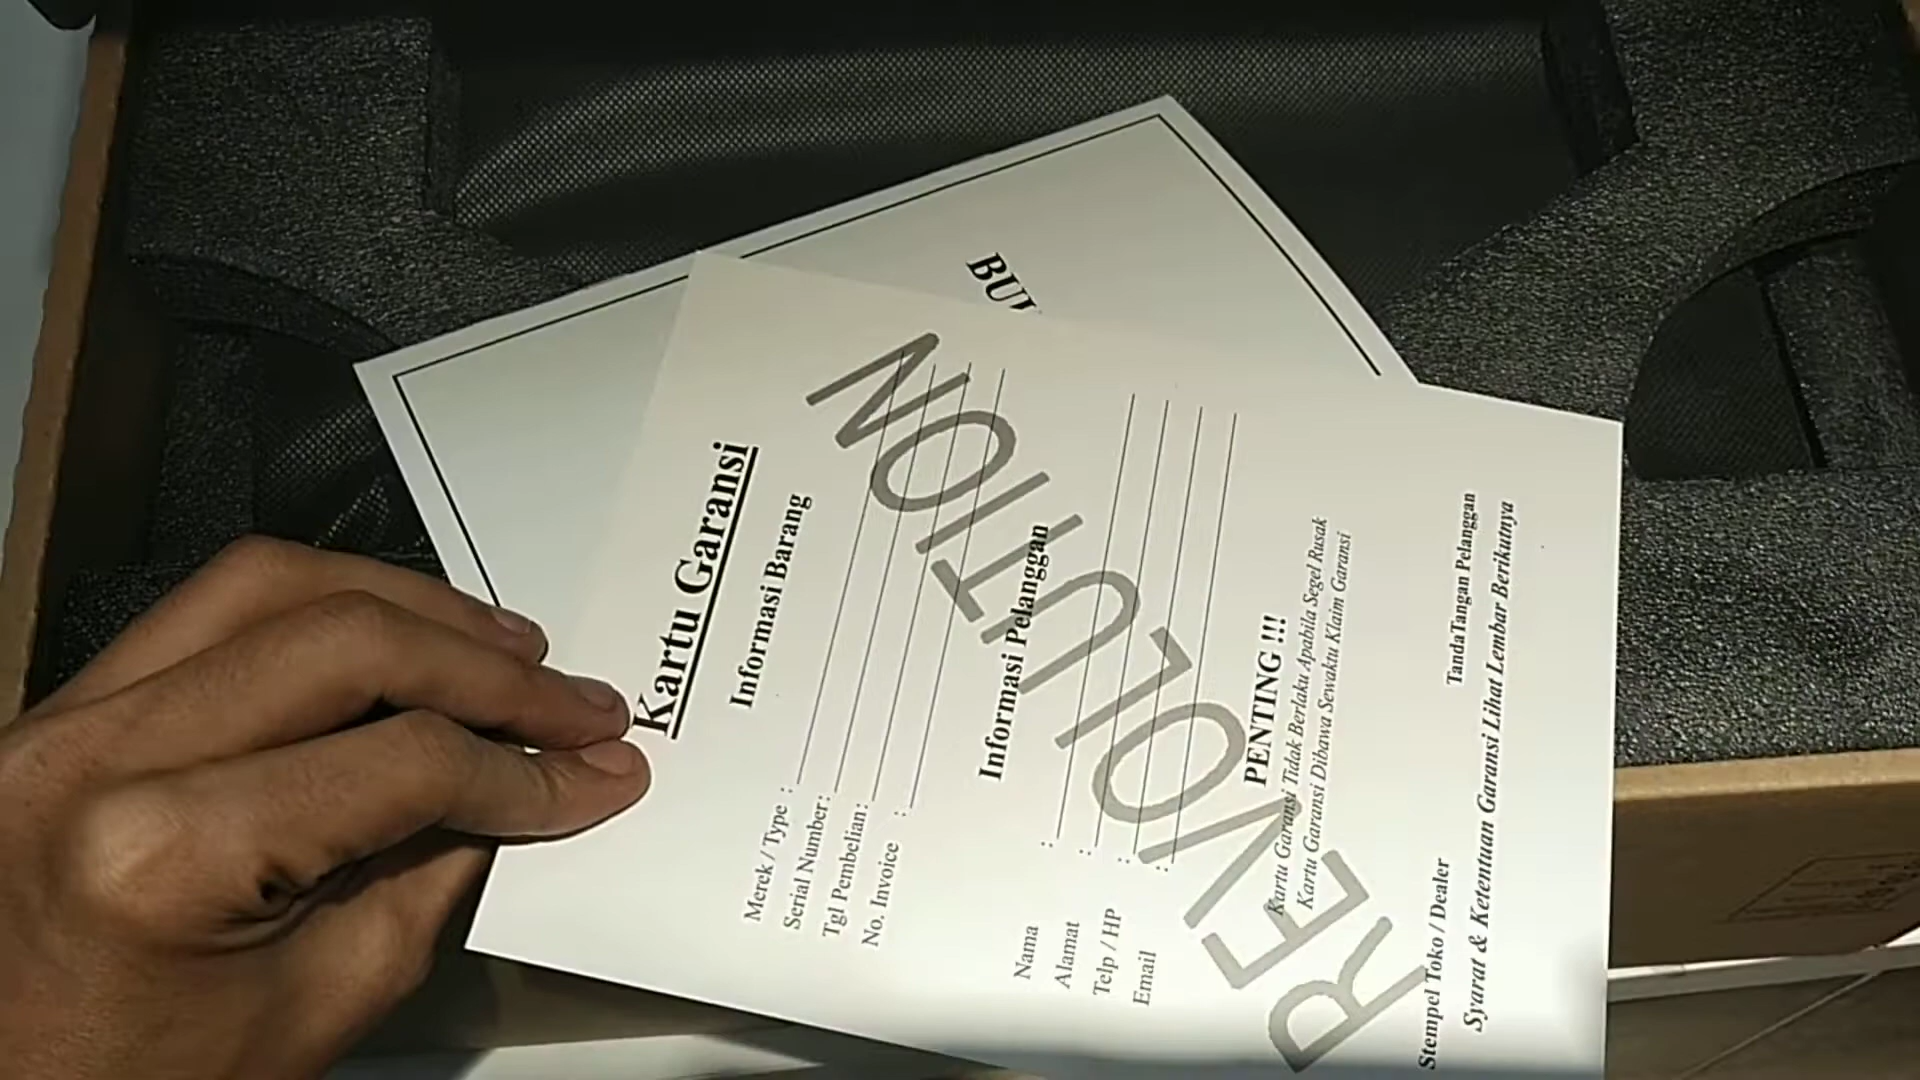 BU
Kartu Garansi
Informasi Barang
Merek / Type :
Serial Number :
Tgl Pembelian :
No. Invoice :
Informasi Pelanggan
Nama :
Alamat :
Telp / HP :
Email :
REVOLUTION
PENTING !!!
Kartu Garansi Tidak Berlaku Apabila Segel Rusak
Kartu Garansi Dibawa Sewaktu Klaim Garansi
Stempel Toko / Dealer TandaTangan Pelanggan
Syarat & Ketentuan Garansi Lihat Lembar Berikutnya